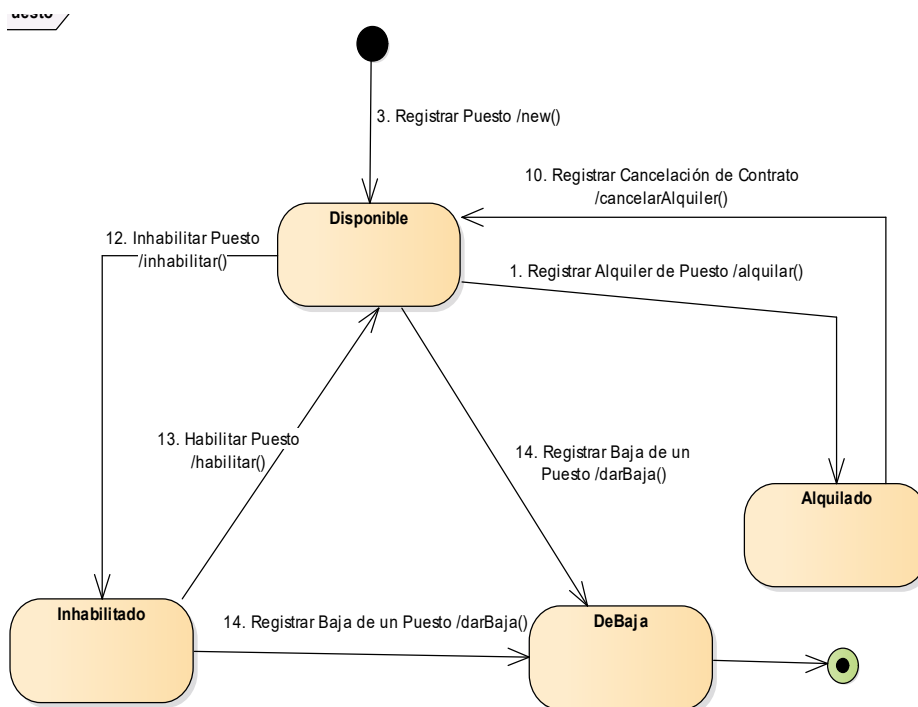 3. Registrar Puesto /new()
10. Registrar Cancelación de Contrato
/cancelarAlquiler()
Disponible
12. Inhabilitar Puesto
/inhabilitar()
1. Registrar Alquiler de Puesto /alquilar()
13. Habilitar Puesto
/habilitar()
14. Registrar Baja de un
Puesto /darBaja()
Alquilado
Inhabilitado
14. Registrar Baja de un Puesto /darBaja()
DeBaja